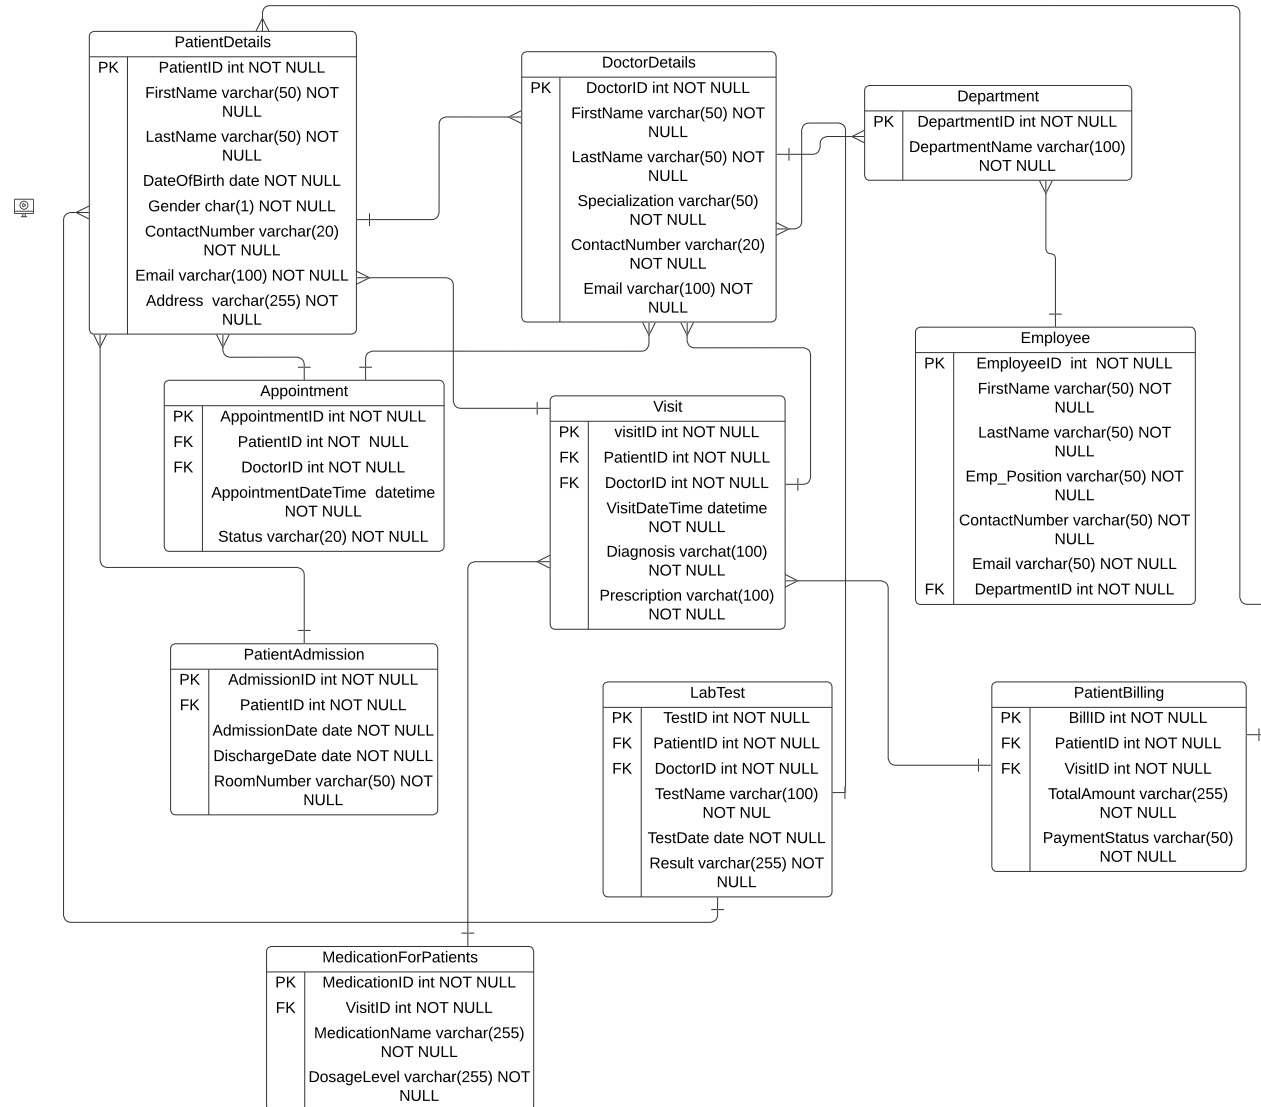 PatientDetails
PK PatientID int NOT NULL
FirstName varchar(50) NOT
NULL
LastName varchar(50) NOT
NULL
DateOfBirth date NOT NULL
Gender char(1) NOT NULL
ContactNumber varchar(20)
NOT NULL
Email varchar(100) NOT NULL
Address varchar(255) NOT
NULL
DoctorDetails
PK DoctorID int NOT NULL
FirstName varchar(50) NOT
NULL
LastName varchar(50) NOT
NULL
Specialization varchar(50)
NOT NULL
ContactNumber varchar(20)
NOT NULL
Email varchar(100) NOT
NULL
Department
PK DepartmentID int NOT NULL
DepartmentName varchar(100)
NOT NULL
Employee
PK EmployeeID int NOT NULL
FirstName varchar(50) NOT
NULL
LastName varchar(50) NOT
NULL
Emp_Position varchar(50) NOT
NULL
ContactNumber varchar(50) NOT
NULL
Email varchar(50) NOT NULL
FK DepartmentID int NOT NULL
Appointment
PK AppointmentID int NOT NULL
FK PatientID int NOT NULL
FK DoctorID int NOT NULL
AppointmentDateTime datetime
NOT NULL
Status varchar(20) NOT NULL
Visit
PK visitID int NOT NULL
FK PatientID int NOT NULL
FK DoctorID int NOT NULL
VisitDateTime datetime
NOT NULL
Diagnosis varchat(100)
NOT NULL
Prescription varchat(100)
NOT NULL
PatientAdmission
PK AdmissionID int NOT NULL
FK PatientID int NOT NULL
AdmissionDate date NOT NULL
DischargeDate date NOT NULL
RoomNumber varchar(50) NOT
NULL
LabTest
PK TestID int NOT NULL
FK PatientID int NOT NULL
FK DoctorID int NOT NULL
TestName varchar(100)
NOT NUL
TestDate date NOT NULL
Result varchar(255) NOT
NULL
PatientBilling
PK BillID int NOT NULL
FK PatientID int NOT NULL
FK VisitID int NOT NULL
TotalAmount varchar(255)
NOT NULL
PaymentStatus varchar(50)
NOT NULL
MedicationForPatients
PK MedicationID int NOT NULL
FK VisitID int NOT NULL
MedicationName varchar(255)
NOT NULL
DosageLevel varchar(255) NOT
NULL